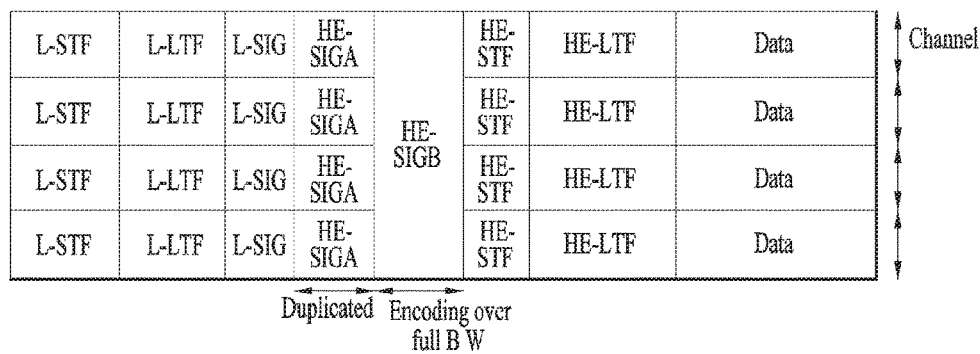 L-STF L-LTF L-SIG HE-SIGA HE-STF HE-LTF Data Channel
L-STF L-LTF L-SIG HE-SIGA HE-SIGB HE-STF HE-LTF Data
L-STF L-LTF L-SIG HE-SIGA HE-STF HE-LTF Data
L-STF L-LTF L-SIG HE-SIGA HE-STF HE-LTF Data
Duplicated Encoding over
full B W